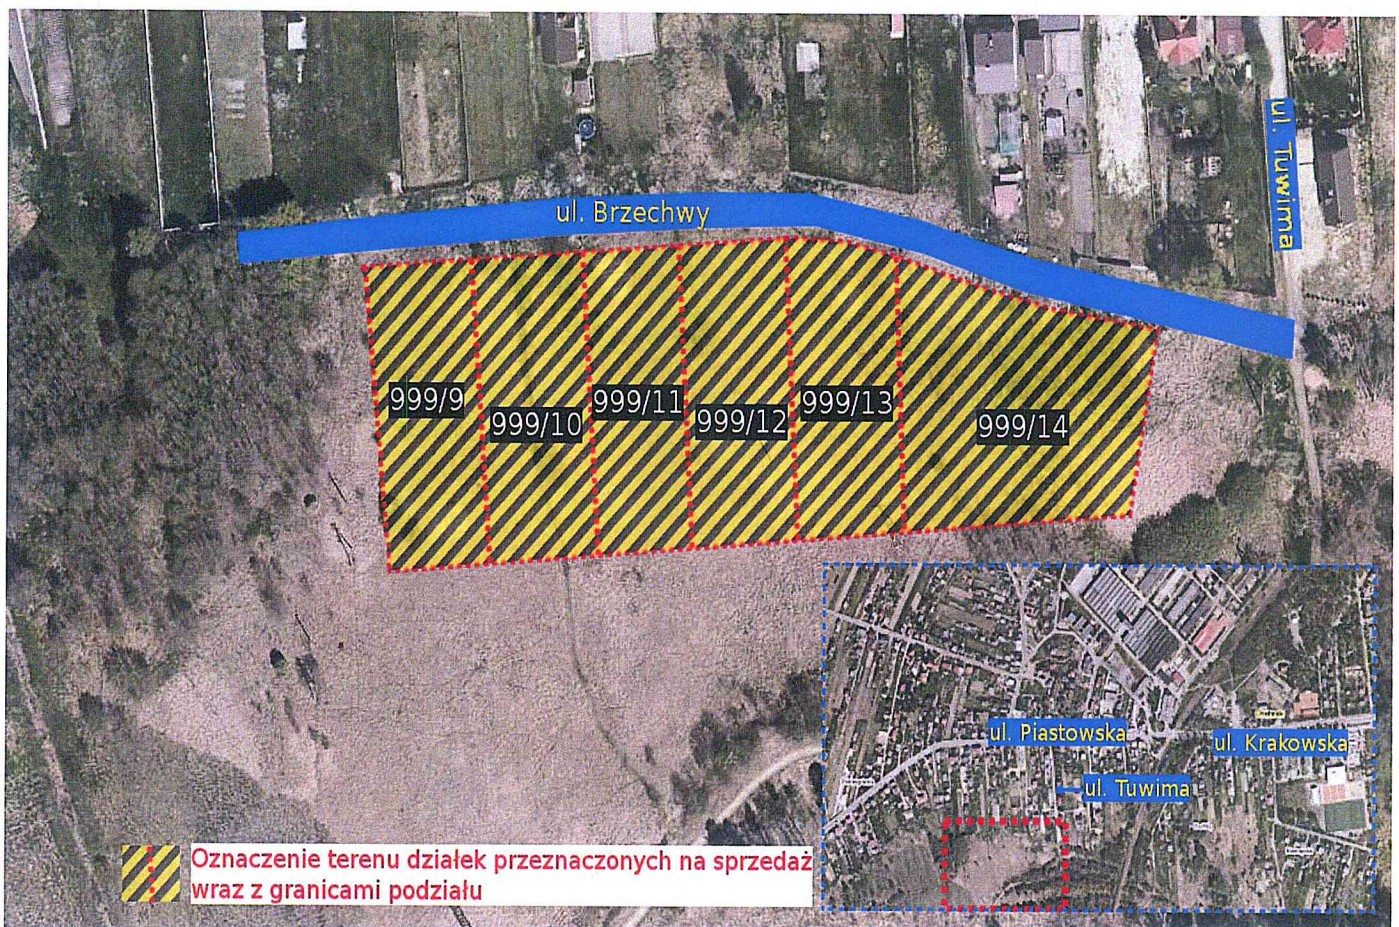 ul. Tuwima
ul. Brzechwy
999/9
999/10
999/11
999/12
999/13
999/14
ul. Piastowska
ul. Krakowska
ul. Tuwima
Oznaczenie terenu działek przeznaczonych na sprzedaż
wraz z granicami podziału